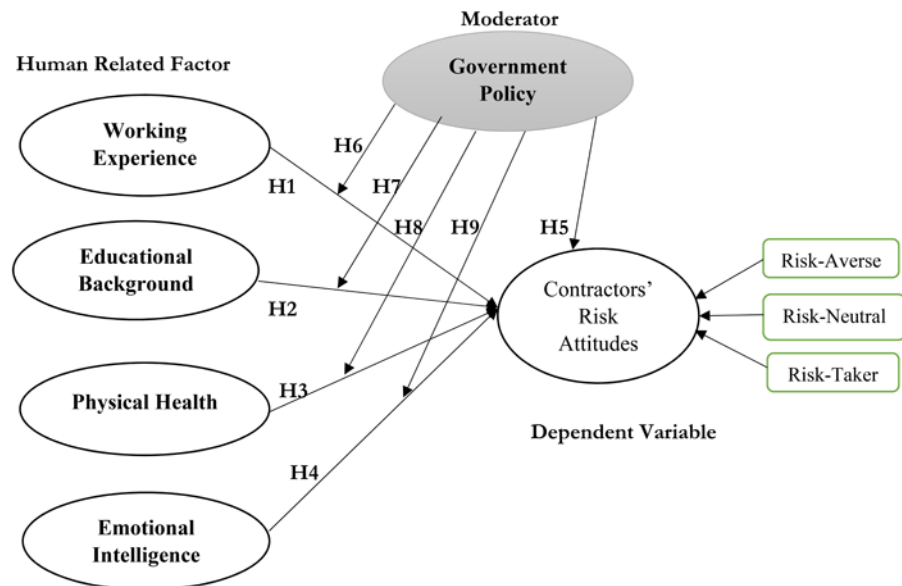 Moderator
Human Related Factor
Government
Policy
Working
Experience
H6
H1
H7
H8
H9
H5
Educational
Background
H2
Contractors'
Risk
Attitudes
Risk-Averse
Risk-Neutral
Risk-Taker
Physical Health
H3
Dependent Variable
H4
Emotional
Intelligence